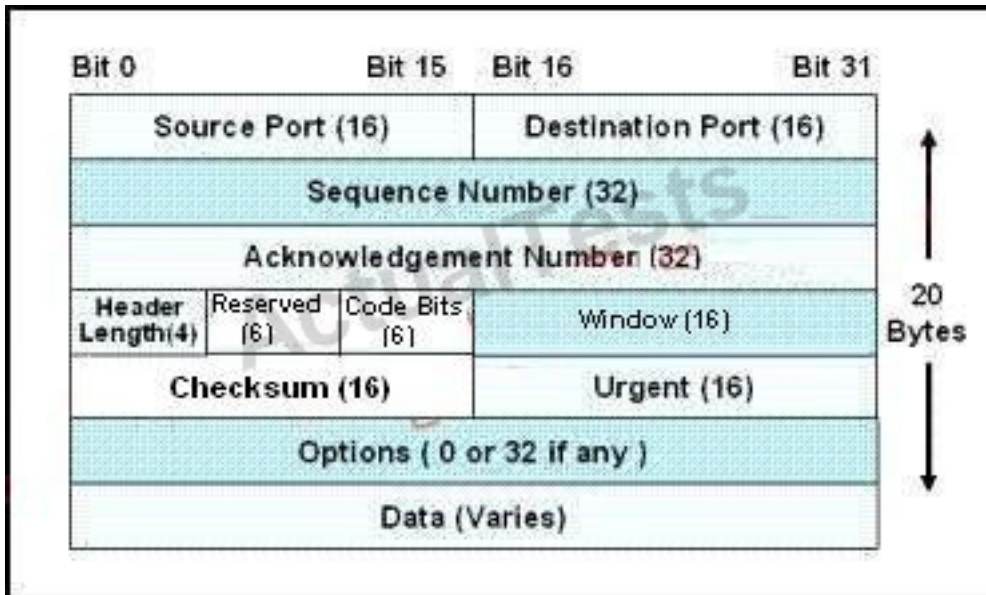 Bit 0 Bit 15 Bit 16 Bit 31
Source Port (16) Destination Port (16)
Sequence Number (32)
Acknowledgement Number (32)
Header
Length(4)
Reserved
(6)
Code Bits
(6)
Window (16)
Checksum (16) Urgent (16)
Options ( 0 or 32 if any )
Data (Varies)
20
Bytes
ActualTests